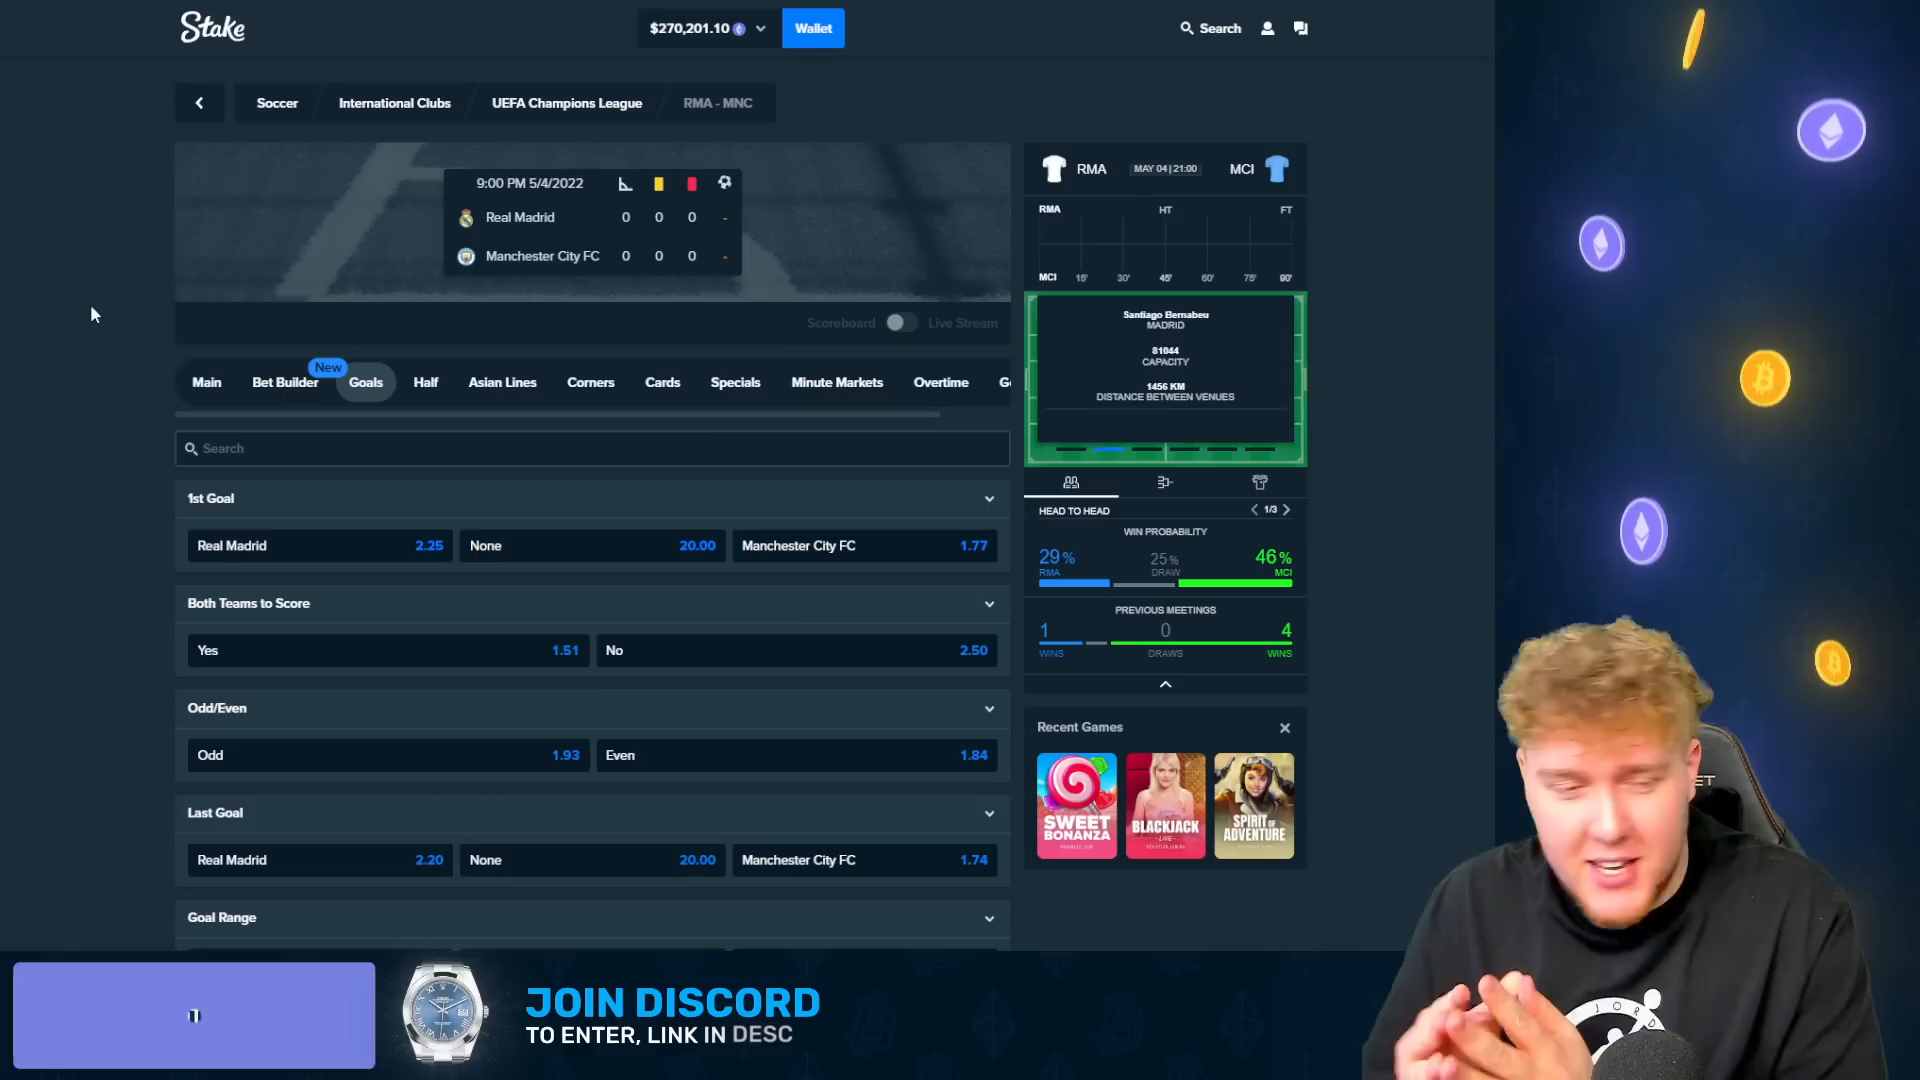 Stake
$270,201.10
Wallet
Search
Soccer
International Clubs
UEFA Champions League
RMA - MNC
9:00 PM 5/4/2022
Real Madrid 0 0 0 -
Manchester City FC 0 0 0 -
Scoreboard
Live Stream
Main
Bet Builder
New
Goals
Half
Asian Lines
Corners
Cards
Specials
Minute Markets
Overtime
Search
1st Goal
Real Madrid 2.25
None 20.00
Manchester City FC 1.77
Both Teams to Score
Yes 1.51
No 2.50
Odd/Even
Odd 1.93
Even 1.84
Last Goal
Real Madrid 2.20
None 20.00
Manchester City FC 1.74
Goal Range
RMA
MAY 04 | 21:00
MCI
RMA HT FT
MCI 15' 30' 45' 60' 75' 90'
Santiago Bernabeu
MADRID
81044
CAPACITY
1456 KM
DISTANCE BETWEEN VENUES
HEAD TO HEAD
1/3
WIN PROBABILITY
29% 25% 46%
RMA DRAW MCI
PREVIOUS MEETINGS
1 0 4
WINS DRAWS WINS
Recent Games
SWEET
BONANZA
BLACKJACK
LIVE
SPIRIT OF
ADVENTURE
JOIN DISCORD
TO ENTER, LINK IN DESC